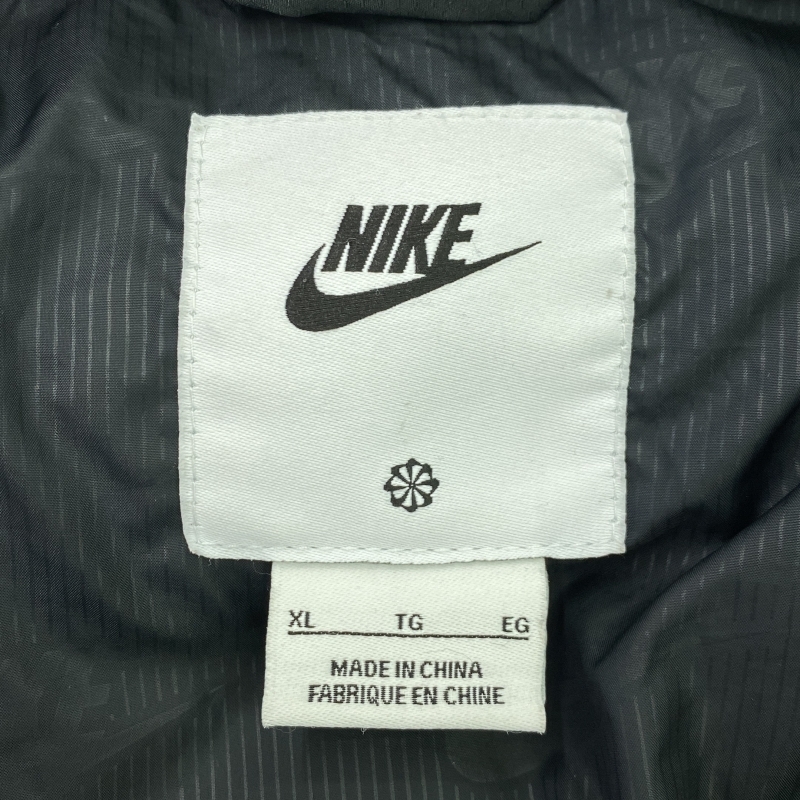 NIKE
XL TG EG
MADE IN CHINA
FABRIQUE EN CHINE